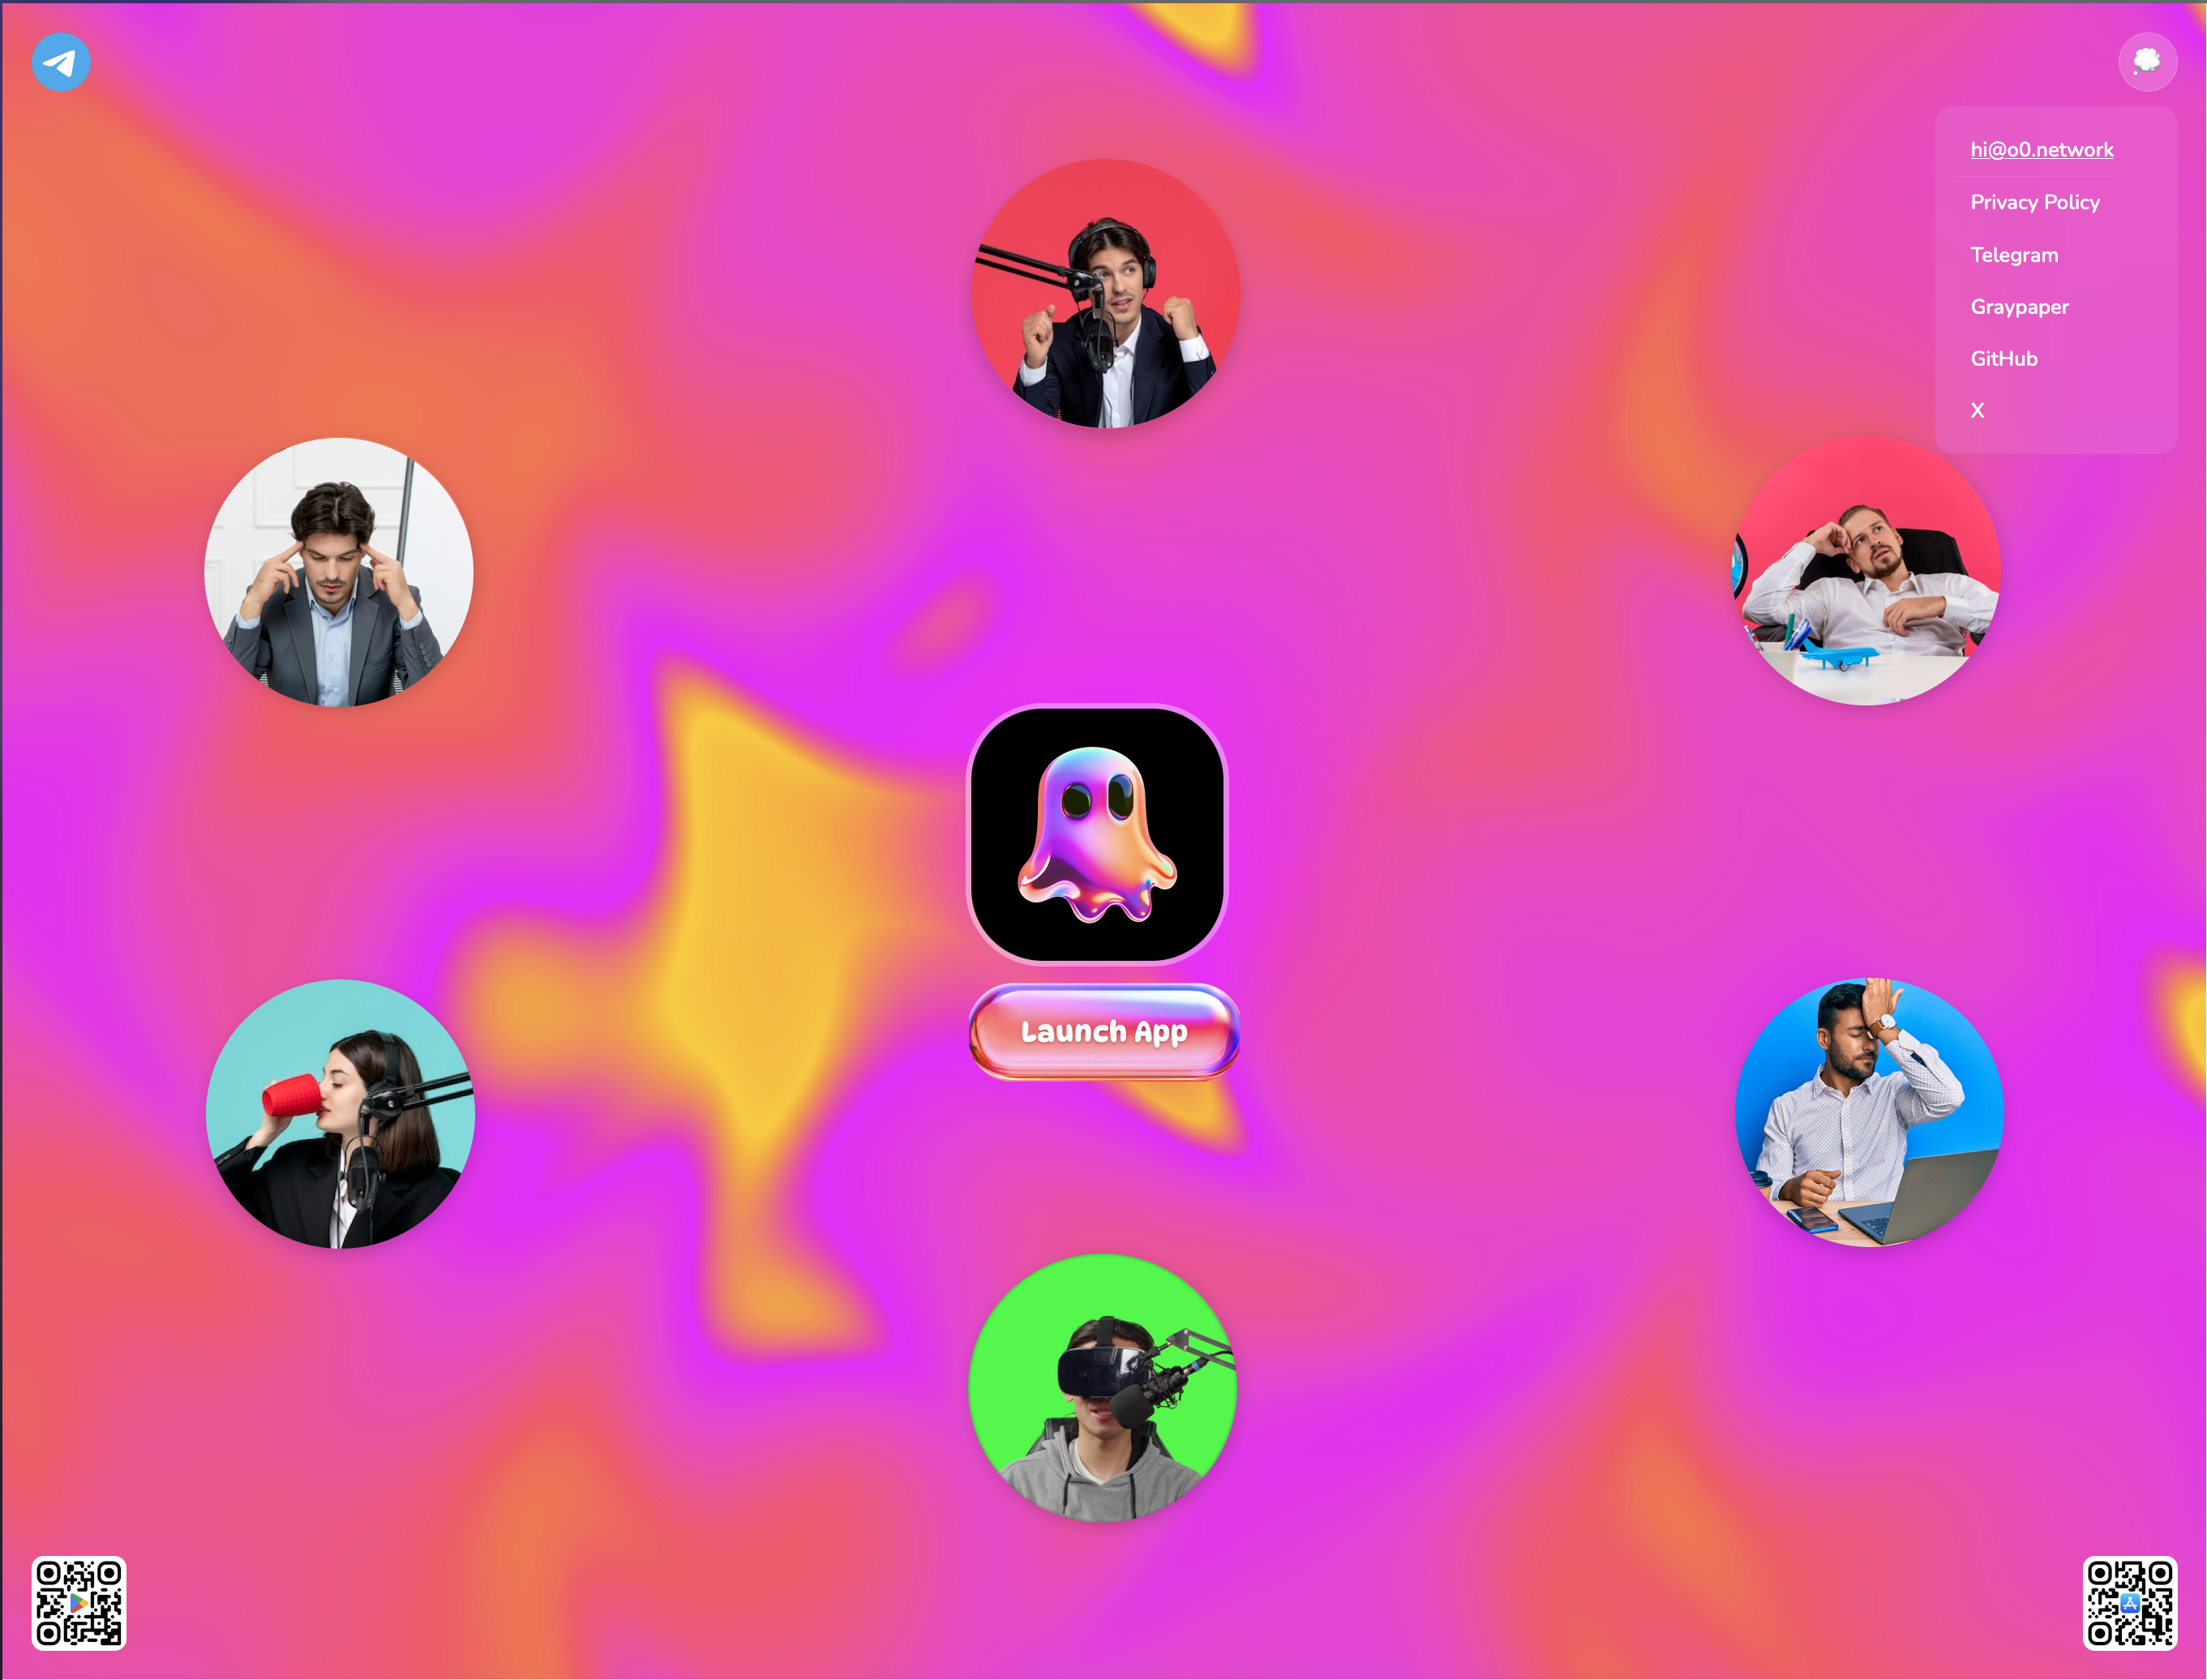 hi@o0.network
Privacy Policy
Telegram
Graypaper
GitHub
X
Launch App